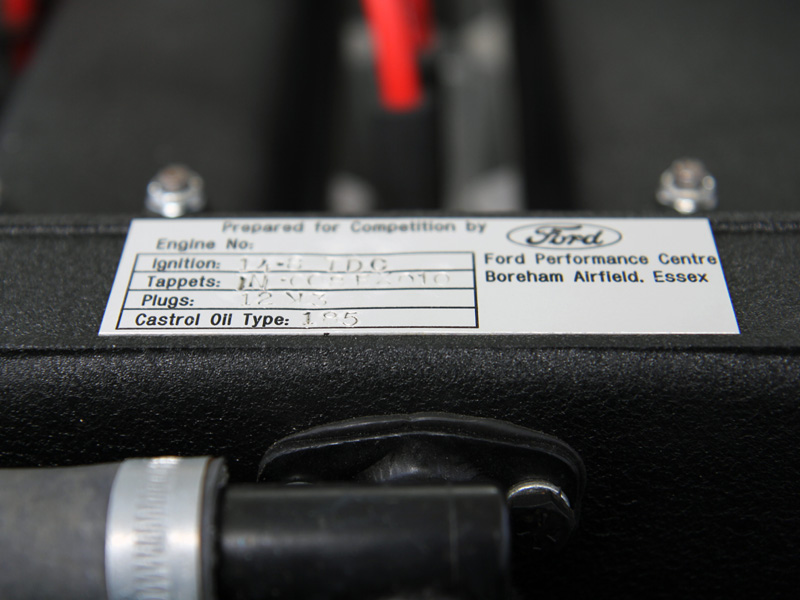 Prepared for Competition by
Ford
Engine No:
Ignition: TDC
Tappets:
Plugs:
Castrol Oil Type:
Ford Performance Centre
Boreham Airfield. Essex